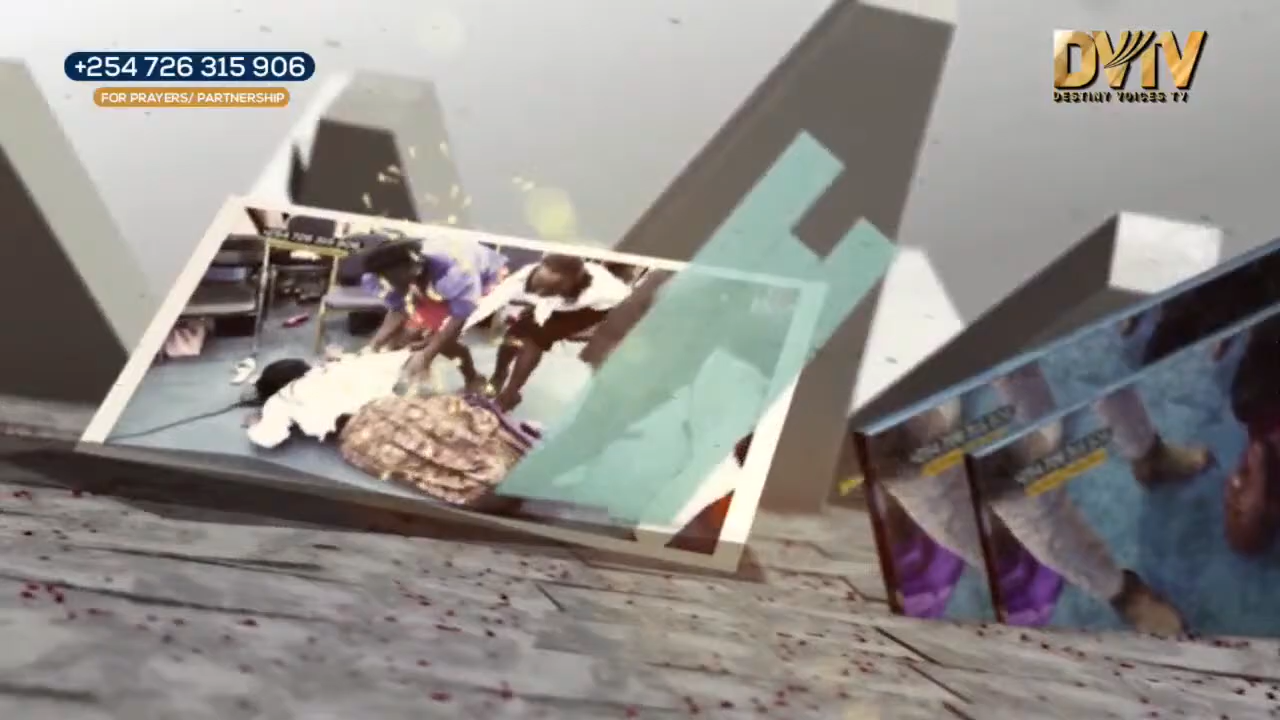 +254 726 315 906
FOR PRAYERS/ PARTNERSHIP
DVTV
DESTINY VOICES TV